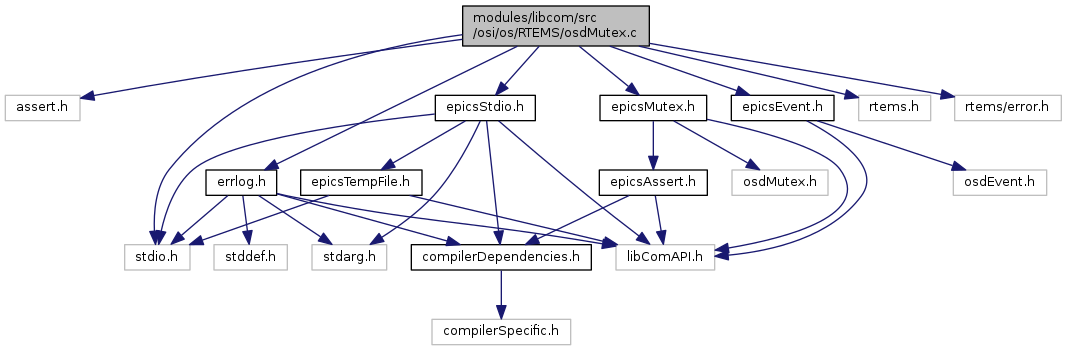 modules/libcom/src
/osi/os/RTEMS/osdMutex.c
assert.h
epicsStdio.h
epicsMutex.h
epicsEvent.h
rtems.h
rtems/error.h
errlog.h
epicsTempFile.h
epicsAssert.h
osdMutex.h
osdEvent.h
stdio.h
stddef.h
stdarg.h
compilerDependencies.h
libComAPI.h
compilerSpecific.h